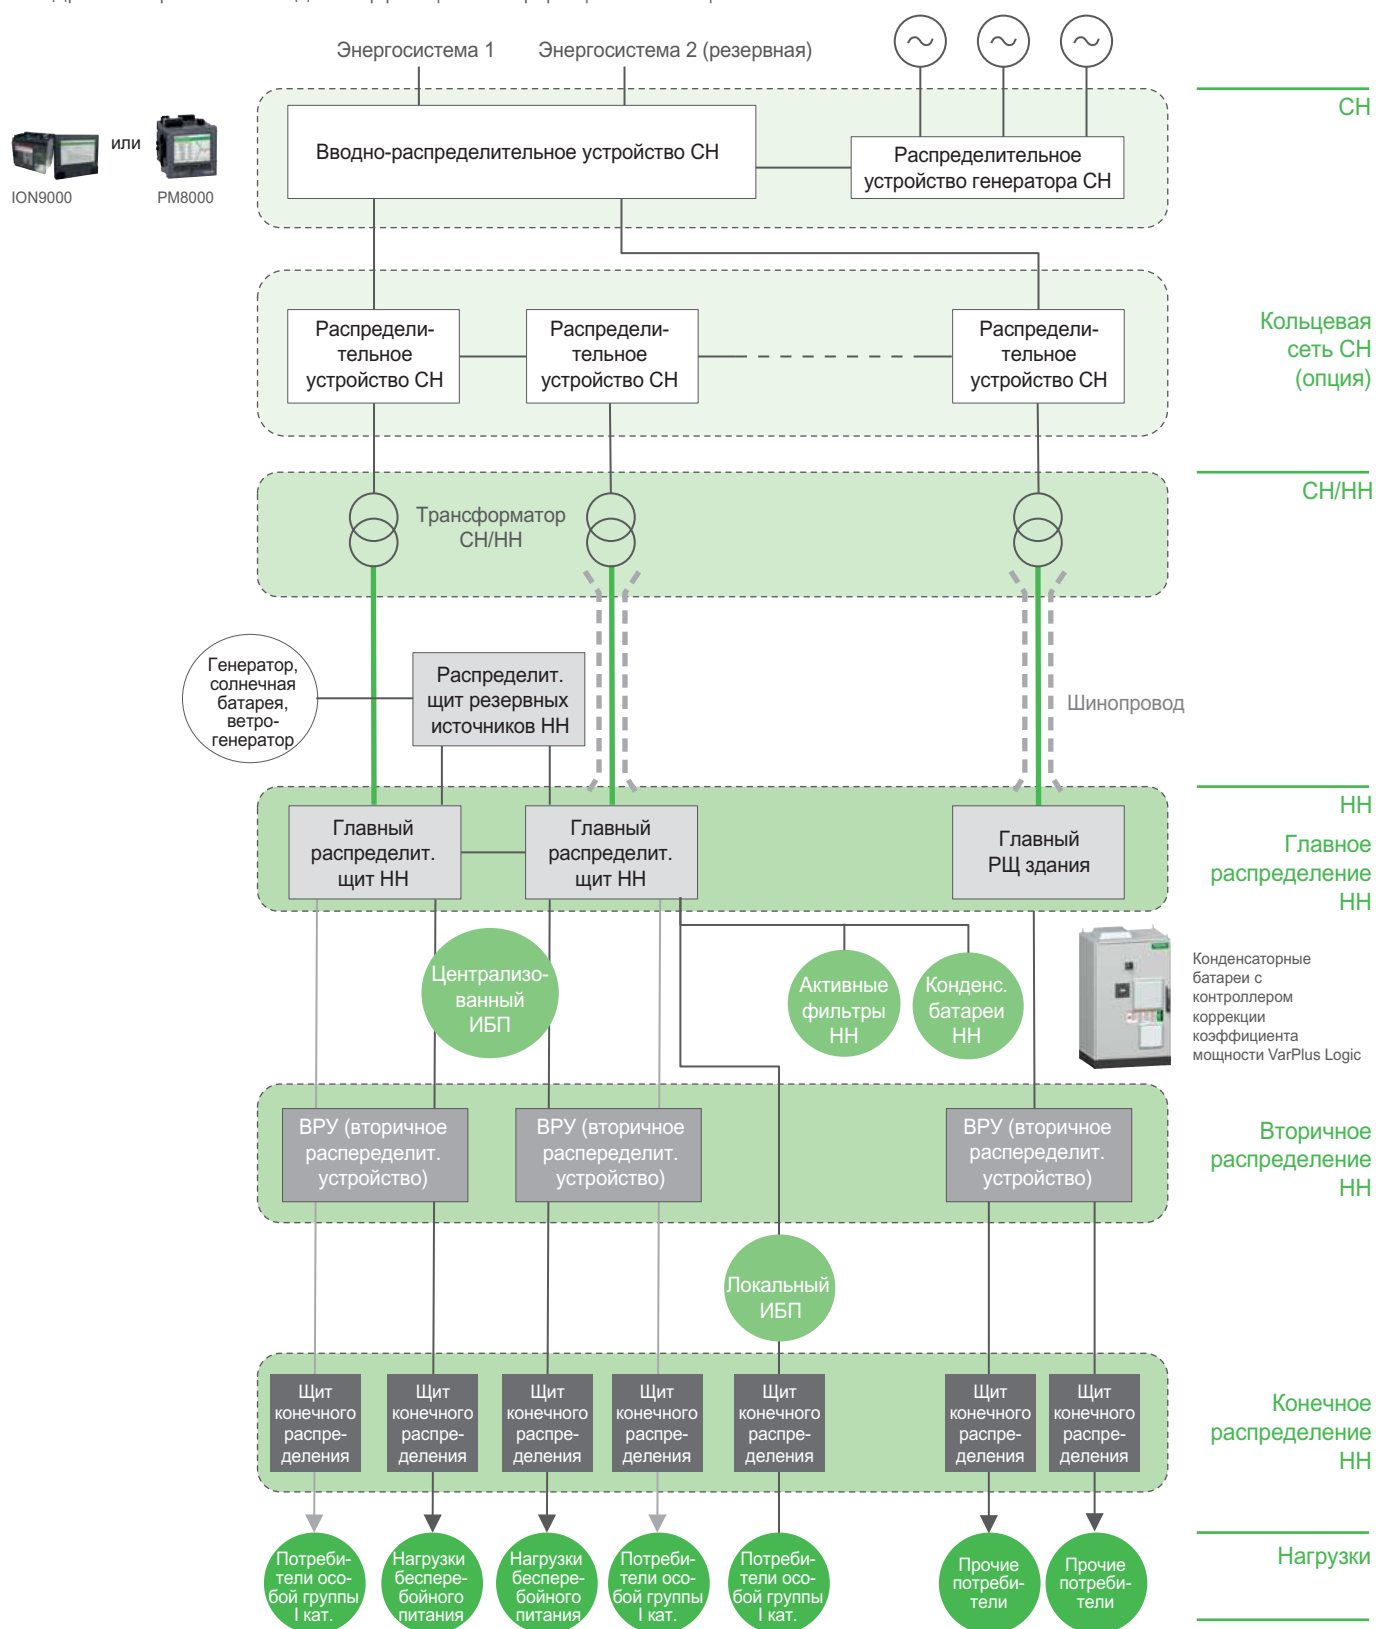 Энергосистема 1
Энергосистема 2 (резервная)
СН
Вводно-распределительное устройство СН
Распределительное
устройство генератора СН
или
ION9000
PM8000
Распредели-
тельное
устройство СН
Распредели-
тельное
устройство СН
Распредели-
тельное
устройство СН
Кольцевая
сеть СН
(опция)
СН/НН
Трансформатор
СН/НН
Генератор,
солнечная
батарея,
ветро-
генератор
Распределит.
щит резервных
источников НН
Шинопровод
НН
Главный
распределит.
щит НН
Главный
распределит.
щит НН
Главный
РЩ здания
Главное
распределение
НН
Централизо-
ванный
ИБП
Активные
фильтры
НН
Конденс.
батареи
НН
Конденсаторные
батареи с
контроллером
коррекции
коэффициента
мощности VarPlus Logic
ВРУ (вторичное
распеределит.
устройство)
ВРУ (вторичное
распеределит.
устройство)
ВРУ (вторичное
распеределит.
устройство)
Вторичное
распределение
НН
Локальный
ИБП
Щит
конечного
распре-
деления
Щит
конечного
распре-
деления
Щит
конечного
распре-
деления
Щит
конечного
распре-
деления
Щит
конечного
распре-
деления
Щит
конечного
распре-
деления
Щит
конечного
распре-
деления
Конечное
распределение
НН
Потреби-
тели осо-
бой группы
I кат.
Нагрузки
бесперe-
бойного
питания
Нагрузки
бесперe-
бойного
питания
Потреби-
тели осо-
бой группы
I кат.
Потреби-
тели осо-
бой группы
I кат.
Прочие
потреби-
тели
Прочие
потреби-
тели
Нагрузки